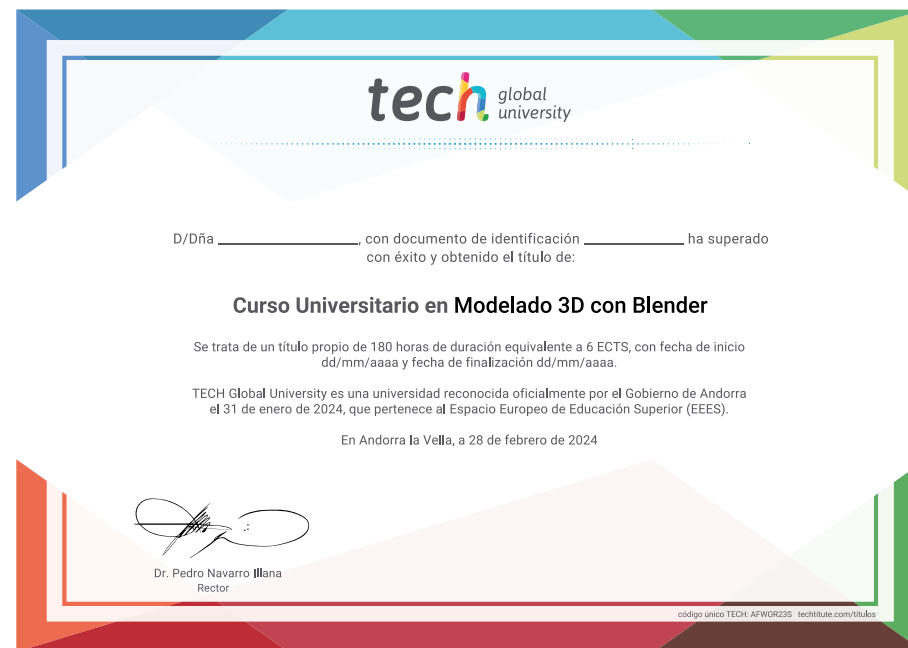 tech global university
D/Dña ____________________, con documento de identificación ______________ ha superado
con éxito y obtenido el título de:
Curso Universitario en Modelado 3D con Blender
Se trata de un título propio de 180 horas de duración equivalente a 6 ECTS, con fecha de inicio
dd/mm/aaaa y fecha de finalización dd/mm/aaaa.
TECH Global University es una universidad reconocida oficialmente por el Gobierno de Andorra
el 31 de enero de 2024, que pertenece al Espacio Europeo de Educación Superior (EEES).
En Andorra la Vella, a 28 de febrero de 2024
Dr. Pedro Navarro Illana
Rector
código único TECH: AFWOR23S techtitute.com/titulos